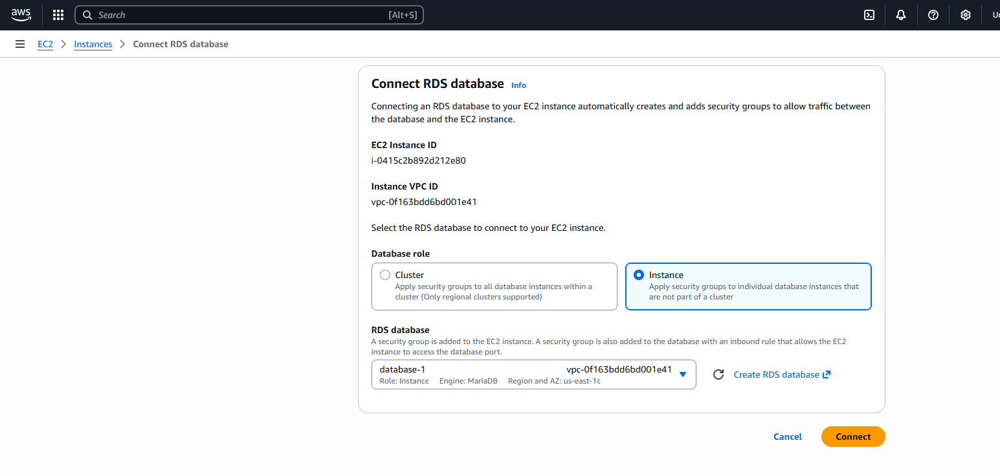 aws
Search [Alt+S]
EC2 > Instances > Connect RDS database
Connect RDS database Info
Connecting an RDS database to your EC2 instance automatically creates and adds security groups to allow traffic between
the database and the EC2 instance.
EC2 Instance ID
i-0415c2b892d212e80
Instance VPC ID
vpc-0f163bdd6bd001e41
Select the RDS database to connect to your EC2 instance.
Database role
Cluster
Apply security groups to all database instances within a
cluster (Only regional clusters supported)
Instance
Apply security groups to individual database instances that
are not part of a cluster
RDS database
A security group is added to the EC2 instance. A security group is also added to the database with an inbound rule that allows the EC2
instance to access the database port.
database-1 vpc-0f163bdd6bd001e41
Role: Instance Engine: MariaDB Region and AZ: us-east-1c
Create RDS database
Cancel Connect